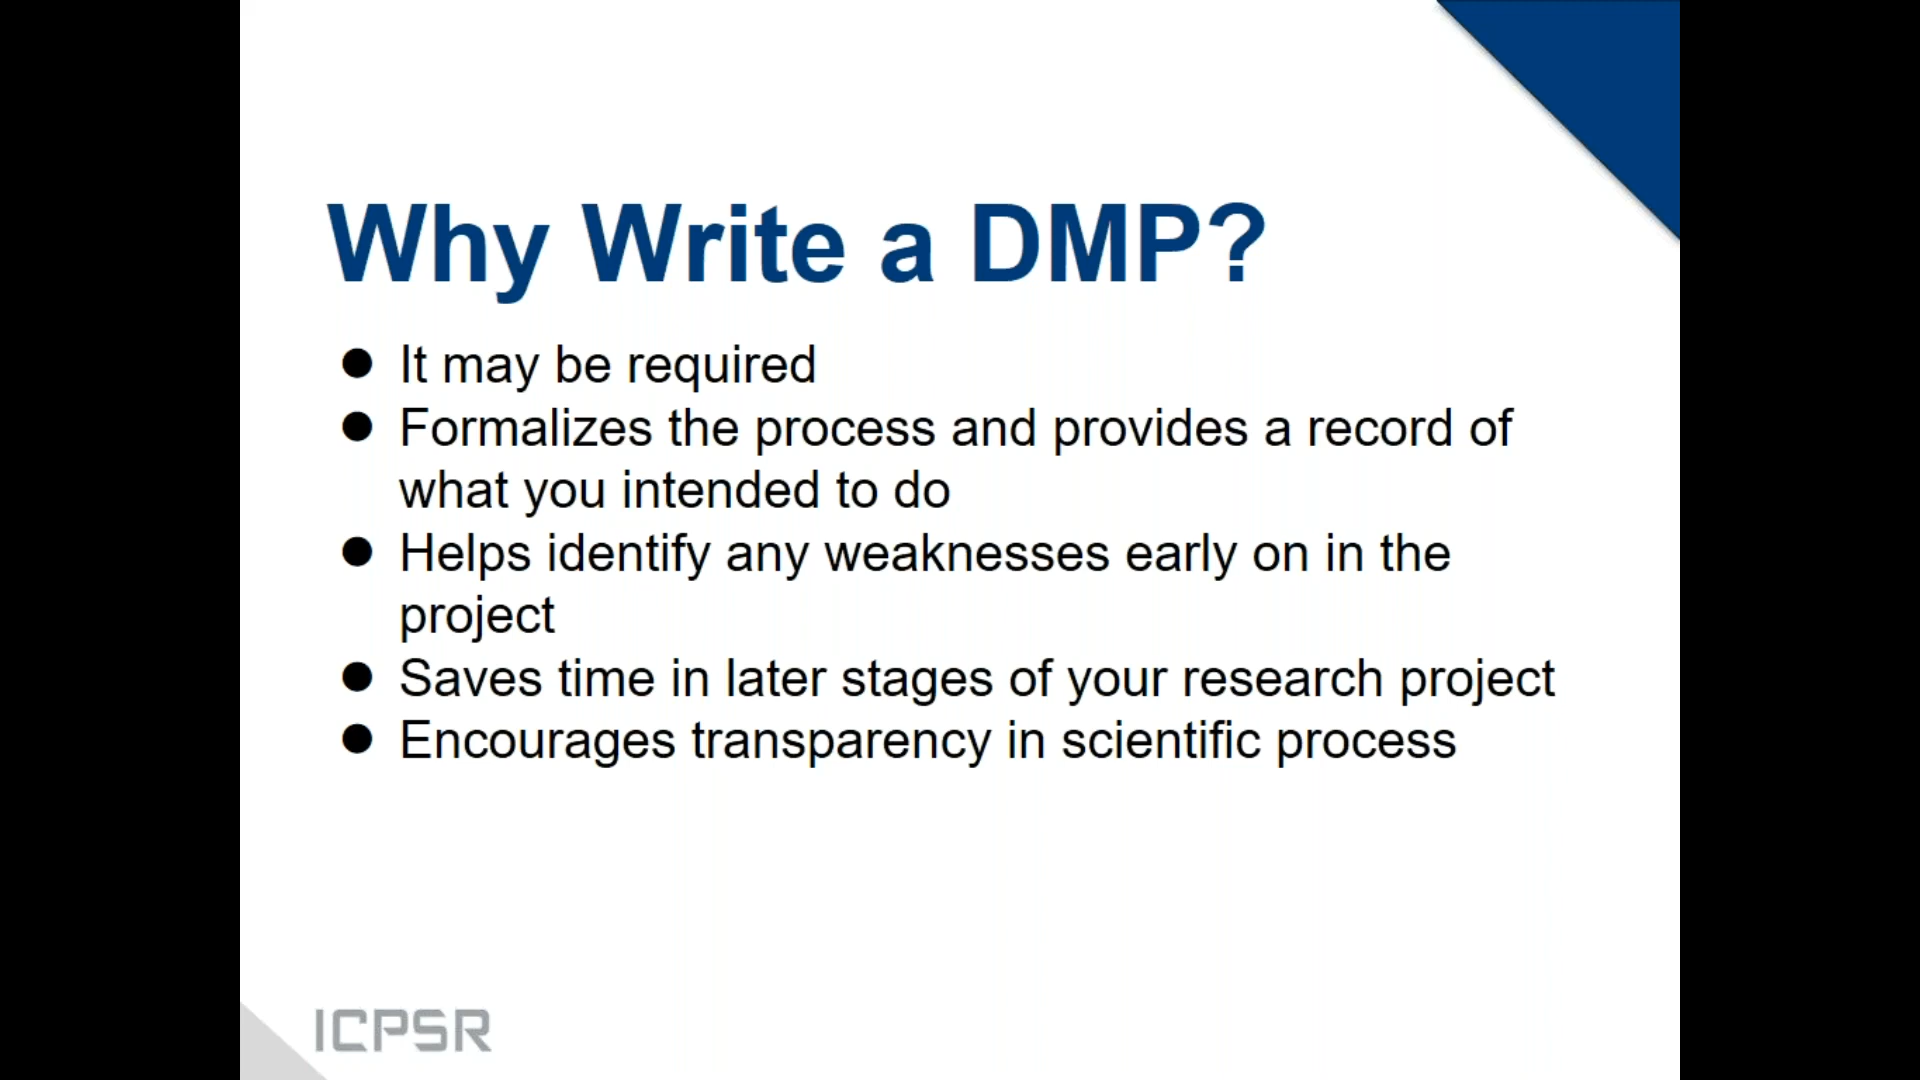 Why Write a DMP?
● It may be required
● Formalizes the process and provides a record of
what you intended to do
● Helps identify any weaknesses early on in the
project
● Saves time in later stages of your research project
● Encourages transparency in scientific process
ICPSR